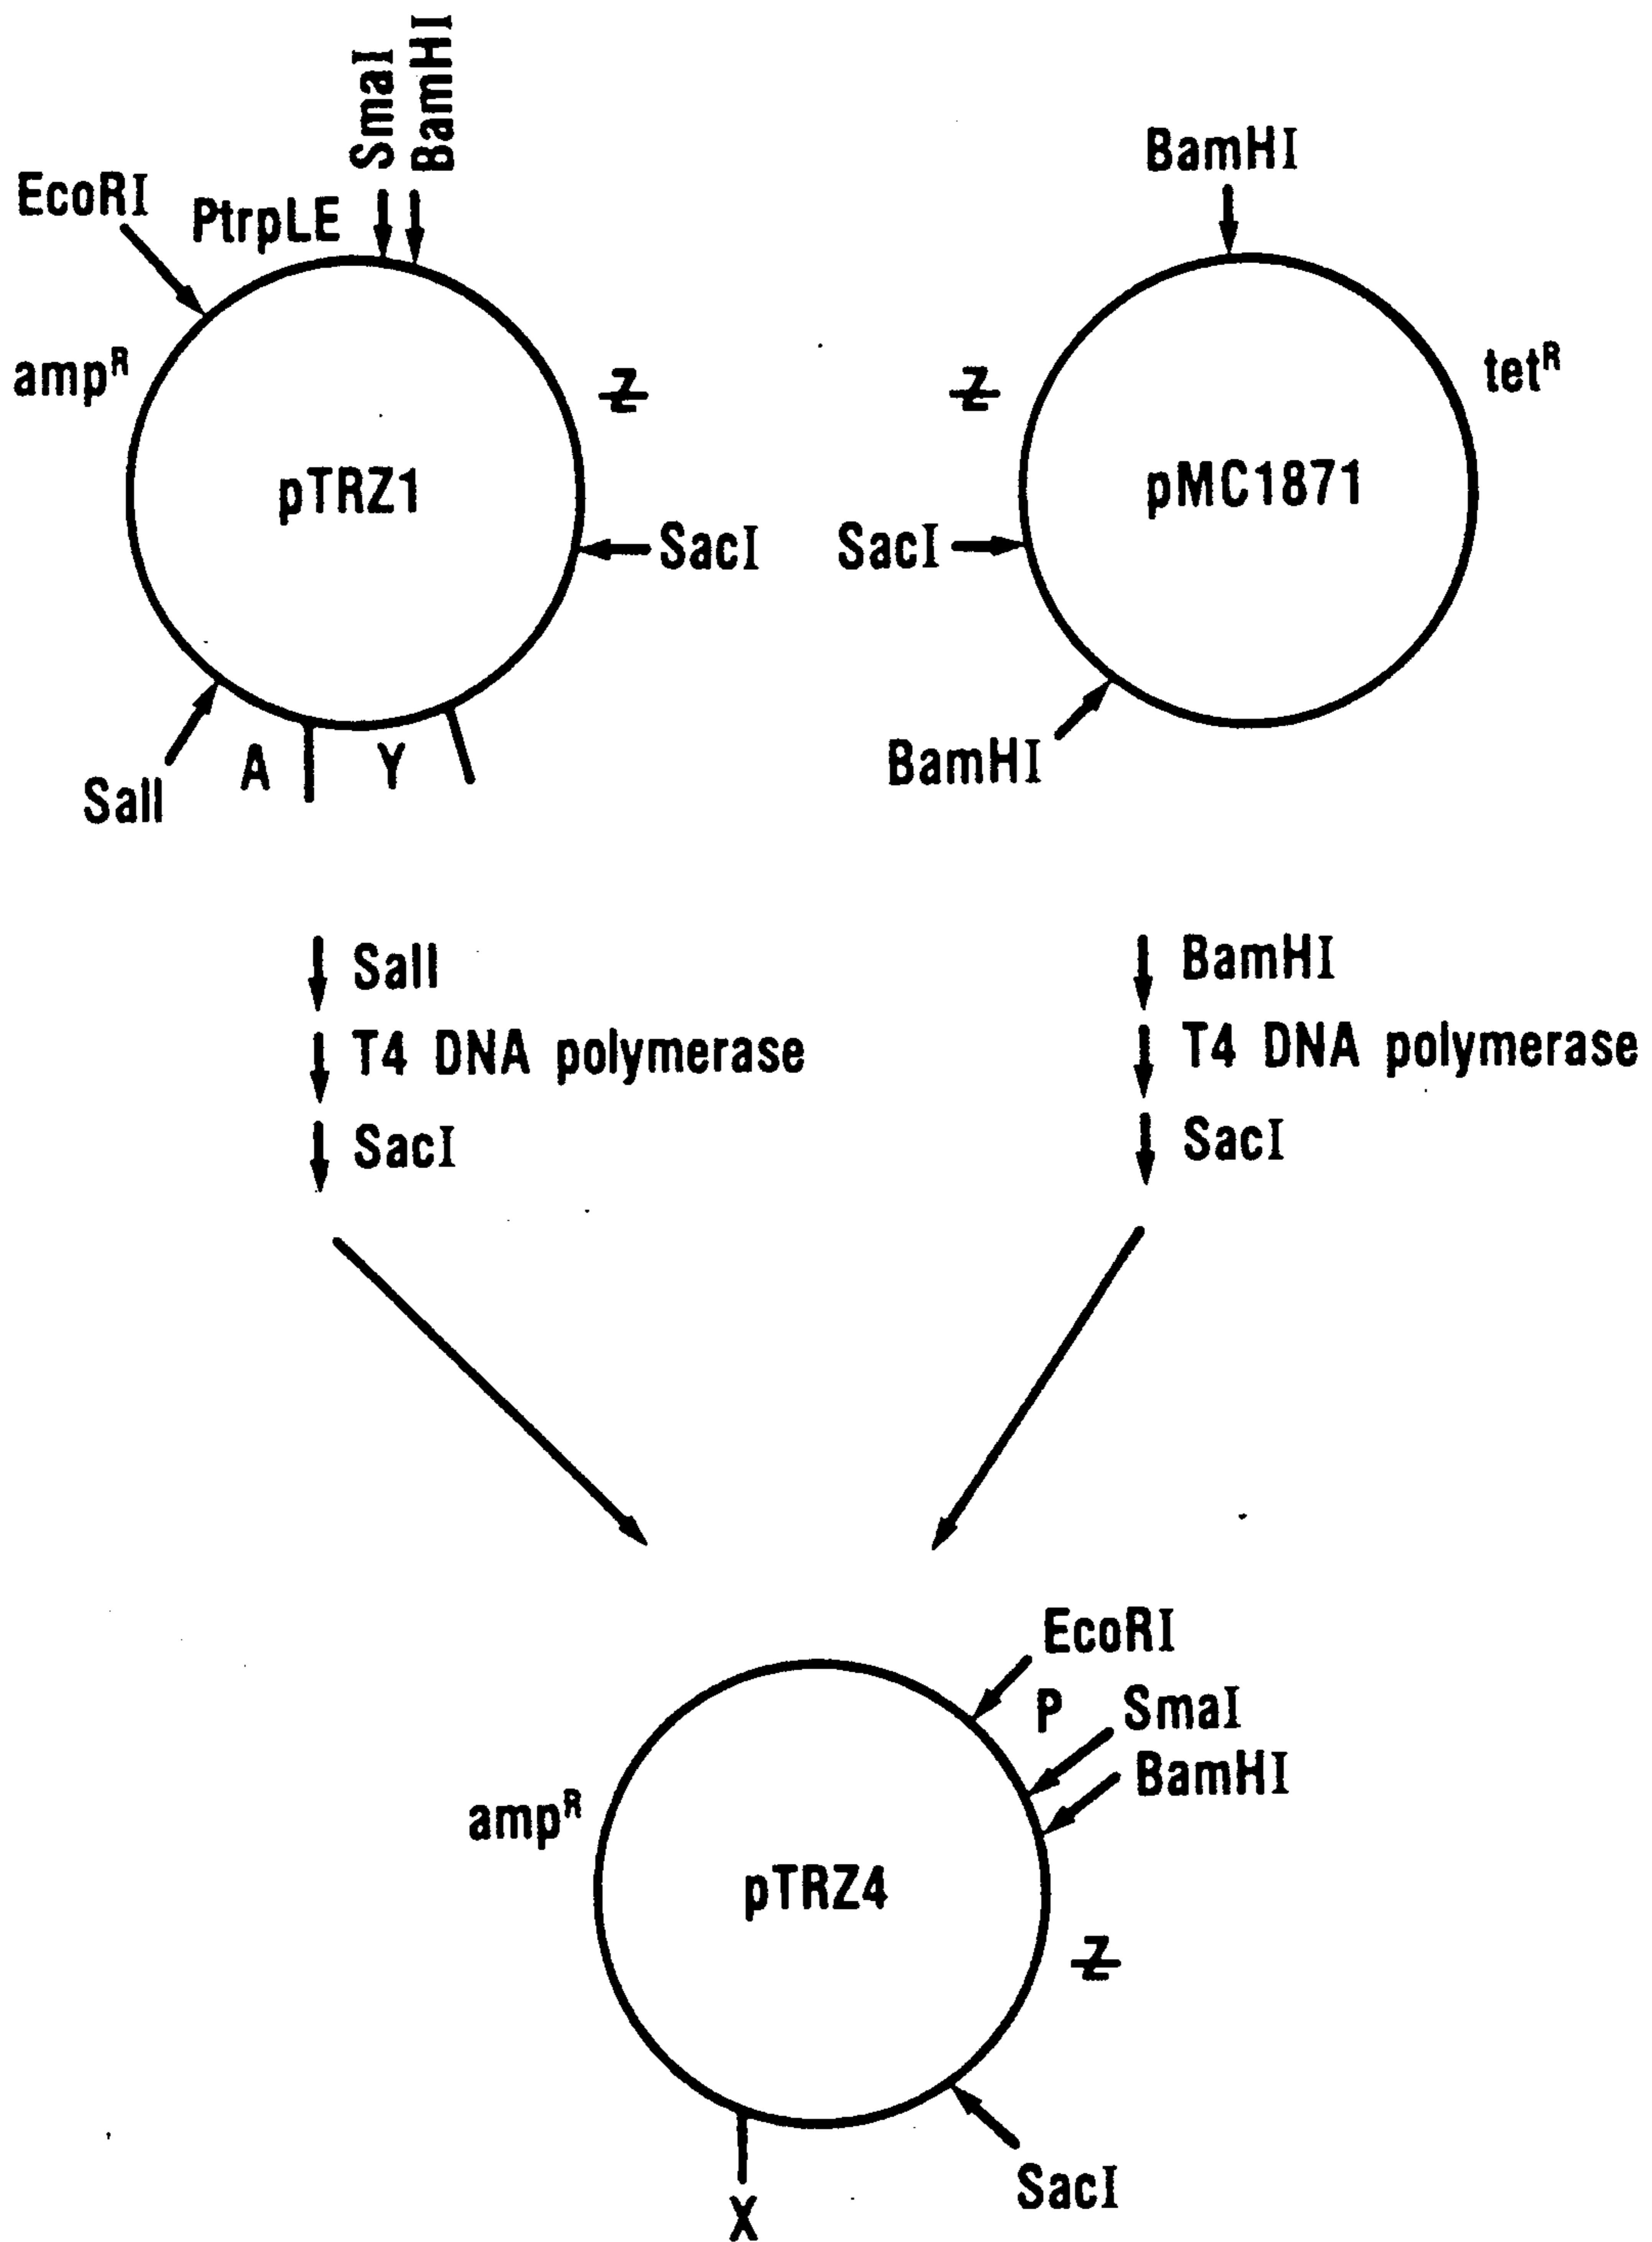 SmaI
BamHI
EcoRI
PtrpLE
ampR
Z
pTRZ1
SacI
SalI
A
Y
BamHI
tetR
Z
pMC1871
SacI
BamHI
SalI
T4 DNA polymerase
SacI
BamHI
T4 DNA polymerase
SacI
EcoRI
P
SmaI
BamHI
ampR
pTRZ4
Z
SacI
X